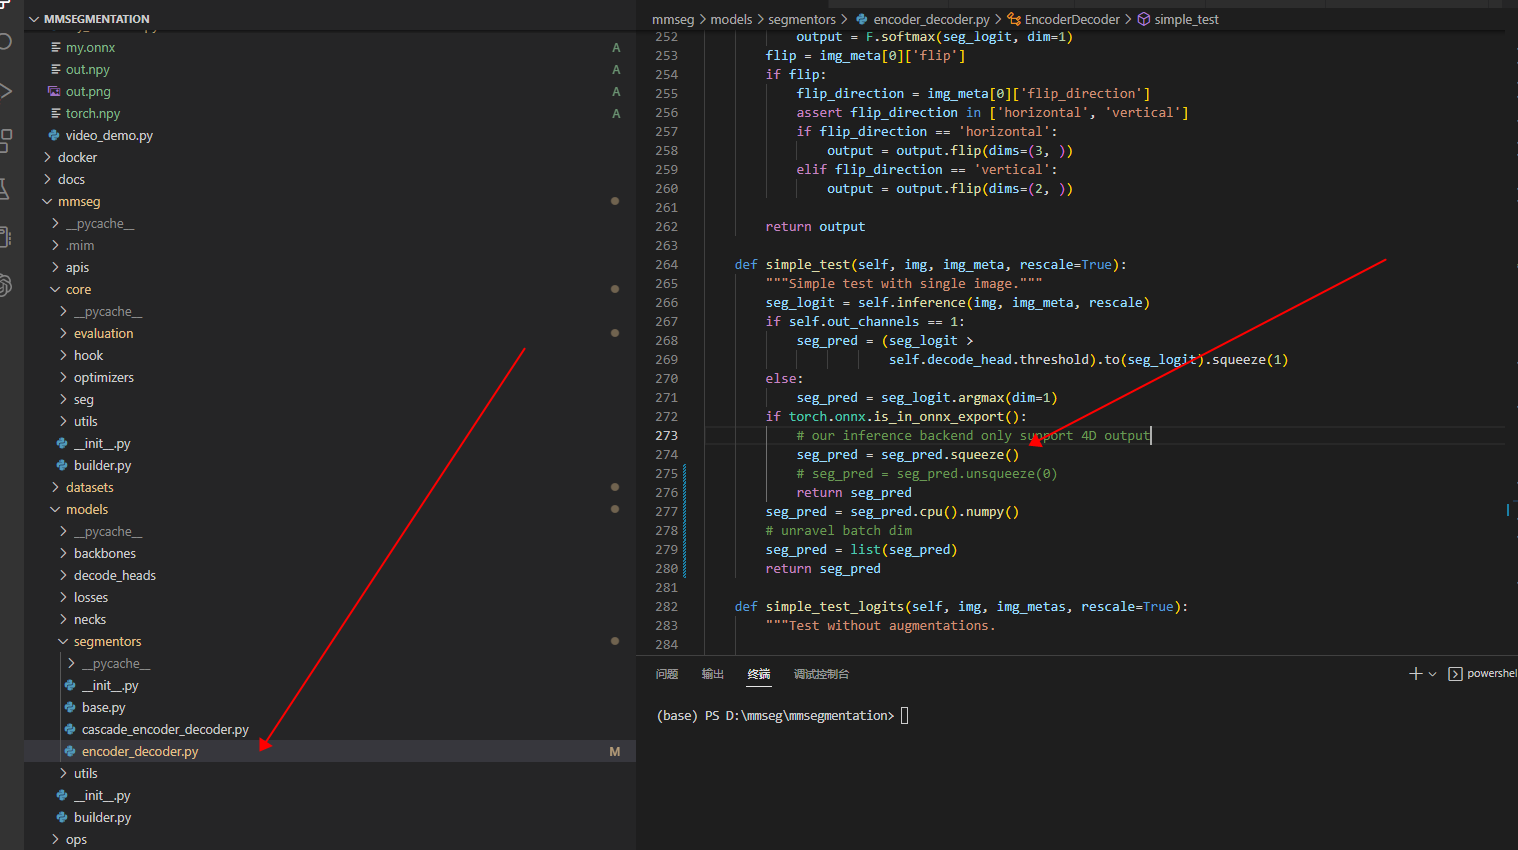 MMSEGMENTATION
my.onnx A
out.npy A
out.png A
torch.npy A
video_demo.py
docker
docs
mmseg
__pycache__
.mim
apis
core
__pycache__
evaluation
hook
optimizers
seg
utils
__init__.py
builder.py
datasets
models
__pycache__
backbones
decode_heads
losses
necks
segmentors
__pycache__
__init__.py
base.py
cascade_encoder_decoder.py
encoder_decoder.py M
utils
__init__.py
builder.py
ops
mmseg > models > segmentors > encoder_decoder.py > EncoderDecoder > simple_test
252 output = F.softmax(seg_logit, dim=1)
253 flip = img_meta[0]['flip']
254 if flip:
255 flip_direction = img_meta[0]['flip_direction']
256 assert flip_direction in ['horizontal', 'vertical']
257 if flip_direction == 'horizontal':
258 output = output.flip(dims=(3, ))
259 elif flip_direction == 'vertical':
260 output = output.flip(dims=(2, ))
261
262 return output
263
264 def simple_test(self, img, img_meta, rescale=True):
265 """Simple test with single image."""
266 seg_logit = self.inference(img, img_meta, rescale)
267 if self.out_channels == 1:
268 seg_pred = (seg_logit >
269 self.decode_head.threshold).to(seg_logit).squeeze(1)
270 else:
271 seg_pred = seg_logit.argmax(dim=1)
272 if torch.onnx.is_in_onnx_export():
273 # our inference backend only support 4D output
274 seg_pred = seg_pred.squeeze()
275 # seg_pred = seg_pred.unsqueeze(0)
276 return seg_pred
277 seg_pred = seg_pred.cpu().numpy()
278 # unravel batch dim
279 seg_pred = list(seg_pred)
280 return seg_pred
281
282 def simple_test_logits(self, img, img_metas, rescale=True):
283 """Test without augmentations.
284
问题 输出 终端 调试控制台 powershel
(base) PS D:\mmseg\mmsegmentation>